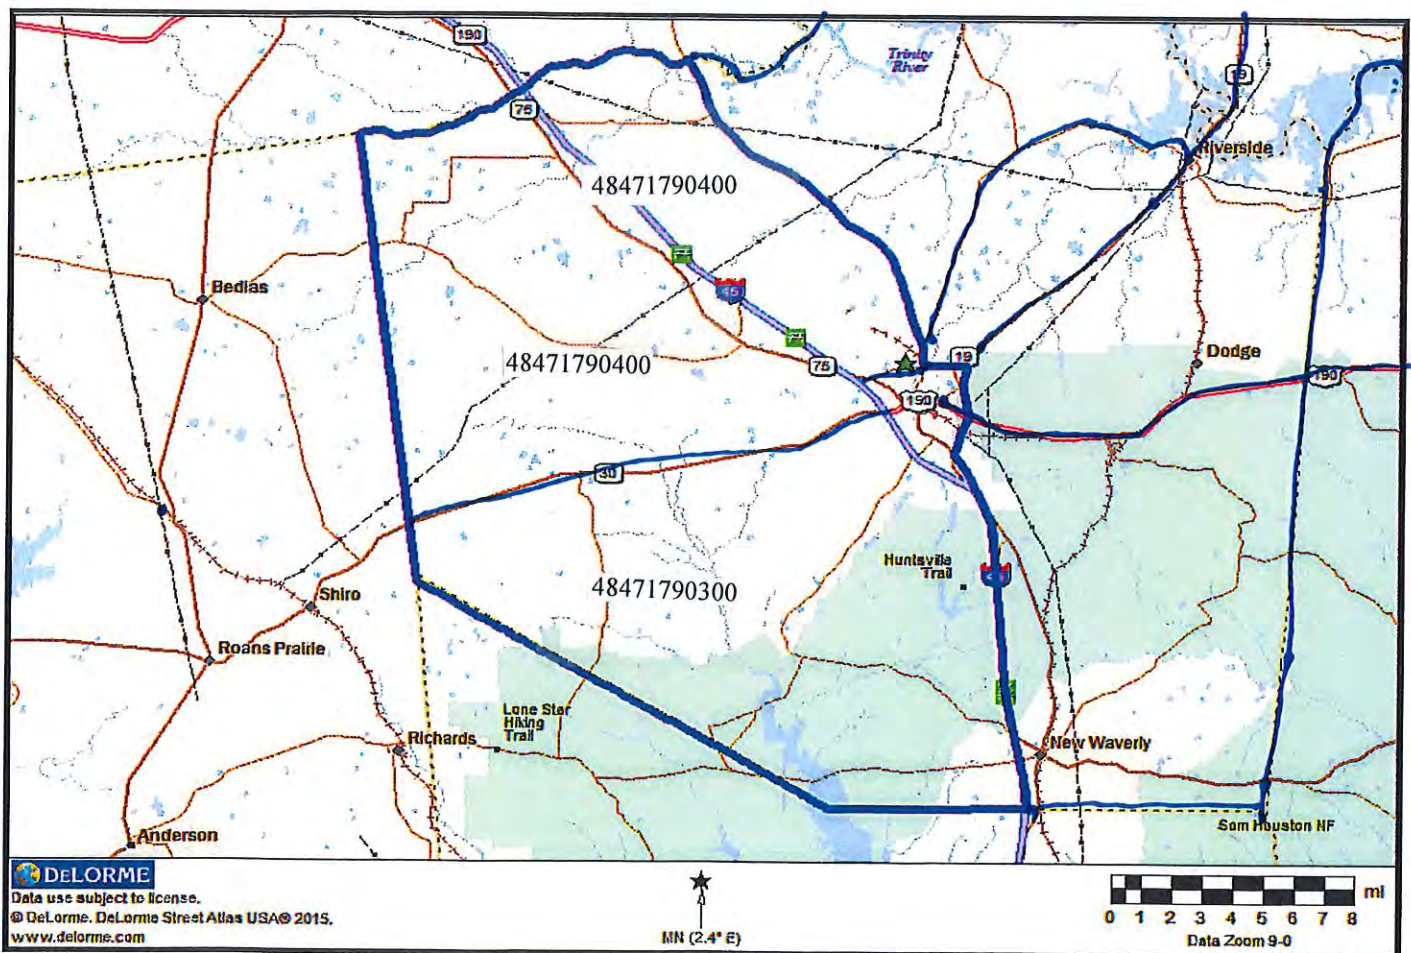 190
Trinity
River
19
75
Riverside
48471790400
Bedias
45
48471790400
75
19
Dodge
190
190
30
Huntsville
Trail
48471790300
Shiro
Roans Prairie
Lone Star
Hiking
Trail
Richards
New Waverly
Sam Houston NF
Anderson
DELORME
Data use subject to license.
© DeLorme. DeLorme Street Atlas USA® 2015.
www.delorme.com
MN (2.4° E)
mi
0 1 2 3 4 5 6 7 8
Data Zoom 9-0